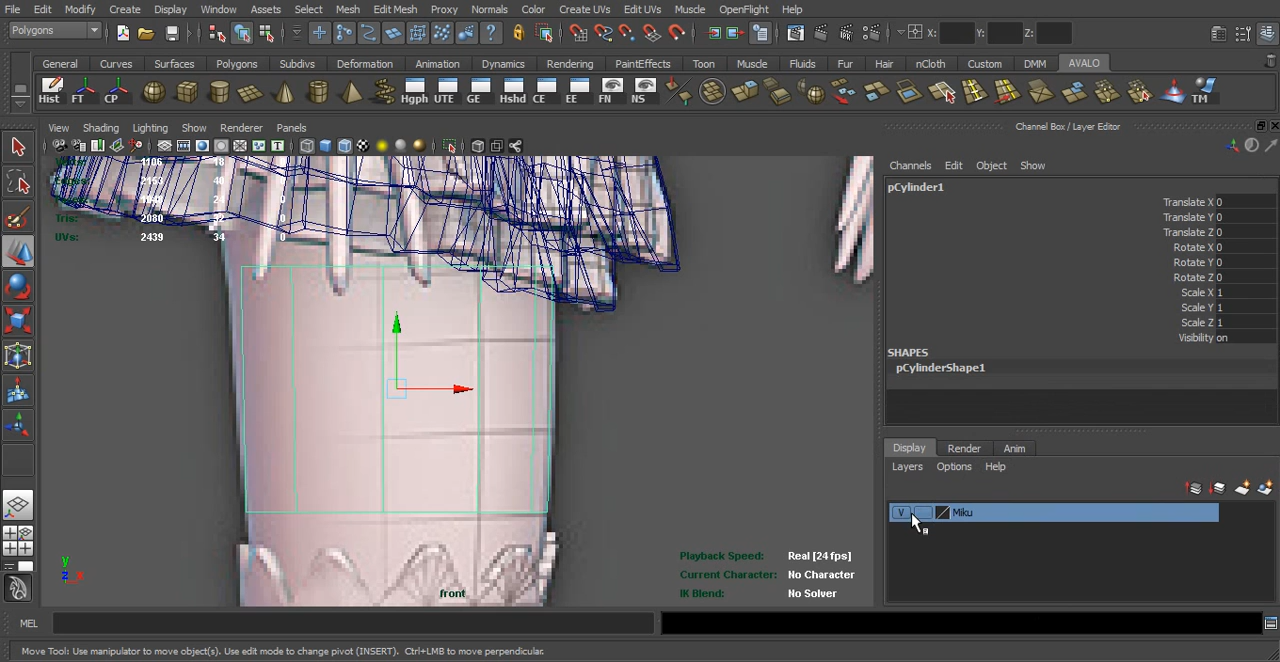 File Edit Modify Create Display Window Assets Select Mesh Edit Mesh Proxy Normals Color Create UVs Edit UVs Muscle OpenFlight Help
Polygons X: Y: Z:
General Curves Surfaces Polygons Subdivs Deformation Animation Dynamics Rendering PaintEffects Toon Muscle Fluids Fur Hair nCloth Custom DMM AVALO
Hist FT CP Hgph UTE GE Hshd CE EE FN NS TM
View Shading Lighting Show Renderer Panels
Channel Box / Layer Editor
Channels Edit Object Show
1106 18
2153 40
24 0
Tris: 2080 0
UVs: 2439 34 0
pCylinder1
Translate X 0
Translate Y 0
Translate Z 0
Rotate X 0
Rotate Y 0
Rotate Z 0
Scale X 1
Scale Y 1
Scale Z 1
Visibility on
SHAPES
pCylinderShape1
Display Render Anim
Layers Options Help
V Miku
Playback Speed: Real [24 fps]
Current Character: No Character
IK Blend: No Solver
y
z x
front
MEL
Move Tool: Use manipulator to move object(s). Use edit mode to change pivot (INSERT). Ctrl+LMB to move perpendicular.